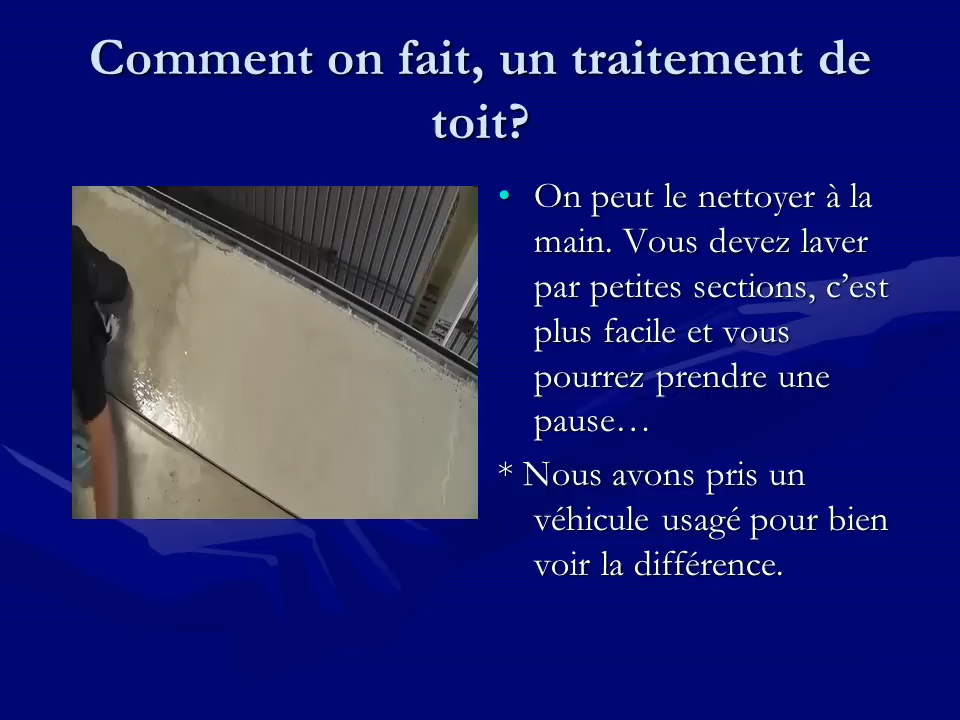 Comment on fait, un traitement de
toit?
• On peut le nettoyer à la
main. Vous devez laver
par petites sections, c’est
plus facile et vous
pourrez prendre une
pause…
* Nous avons pris un
véhicule usagé pour bien
voir la différence.